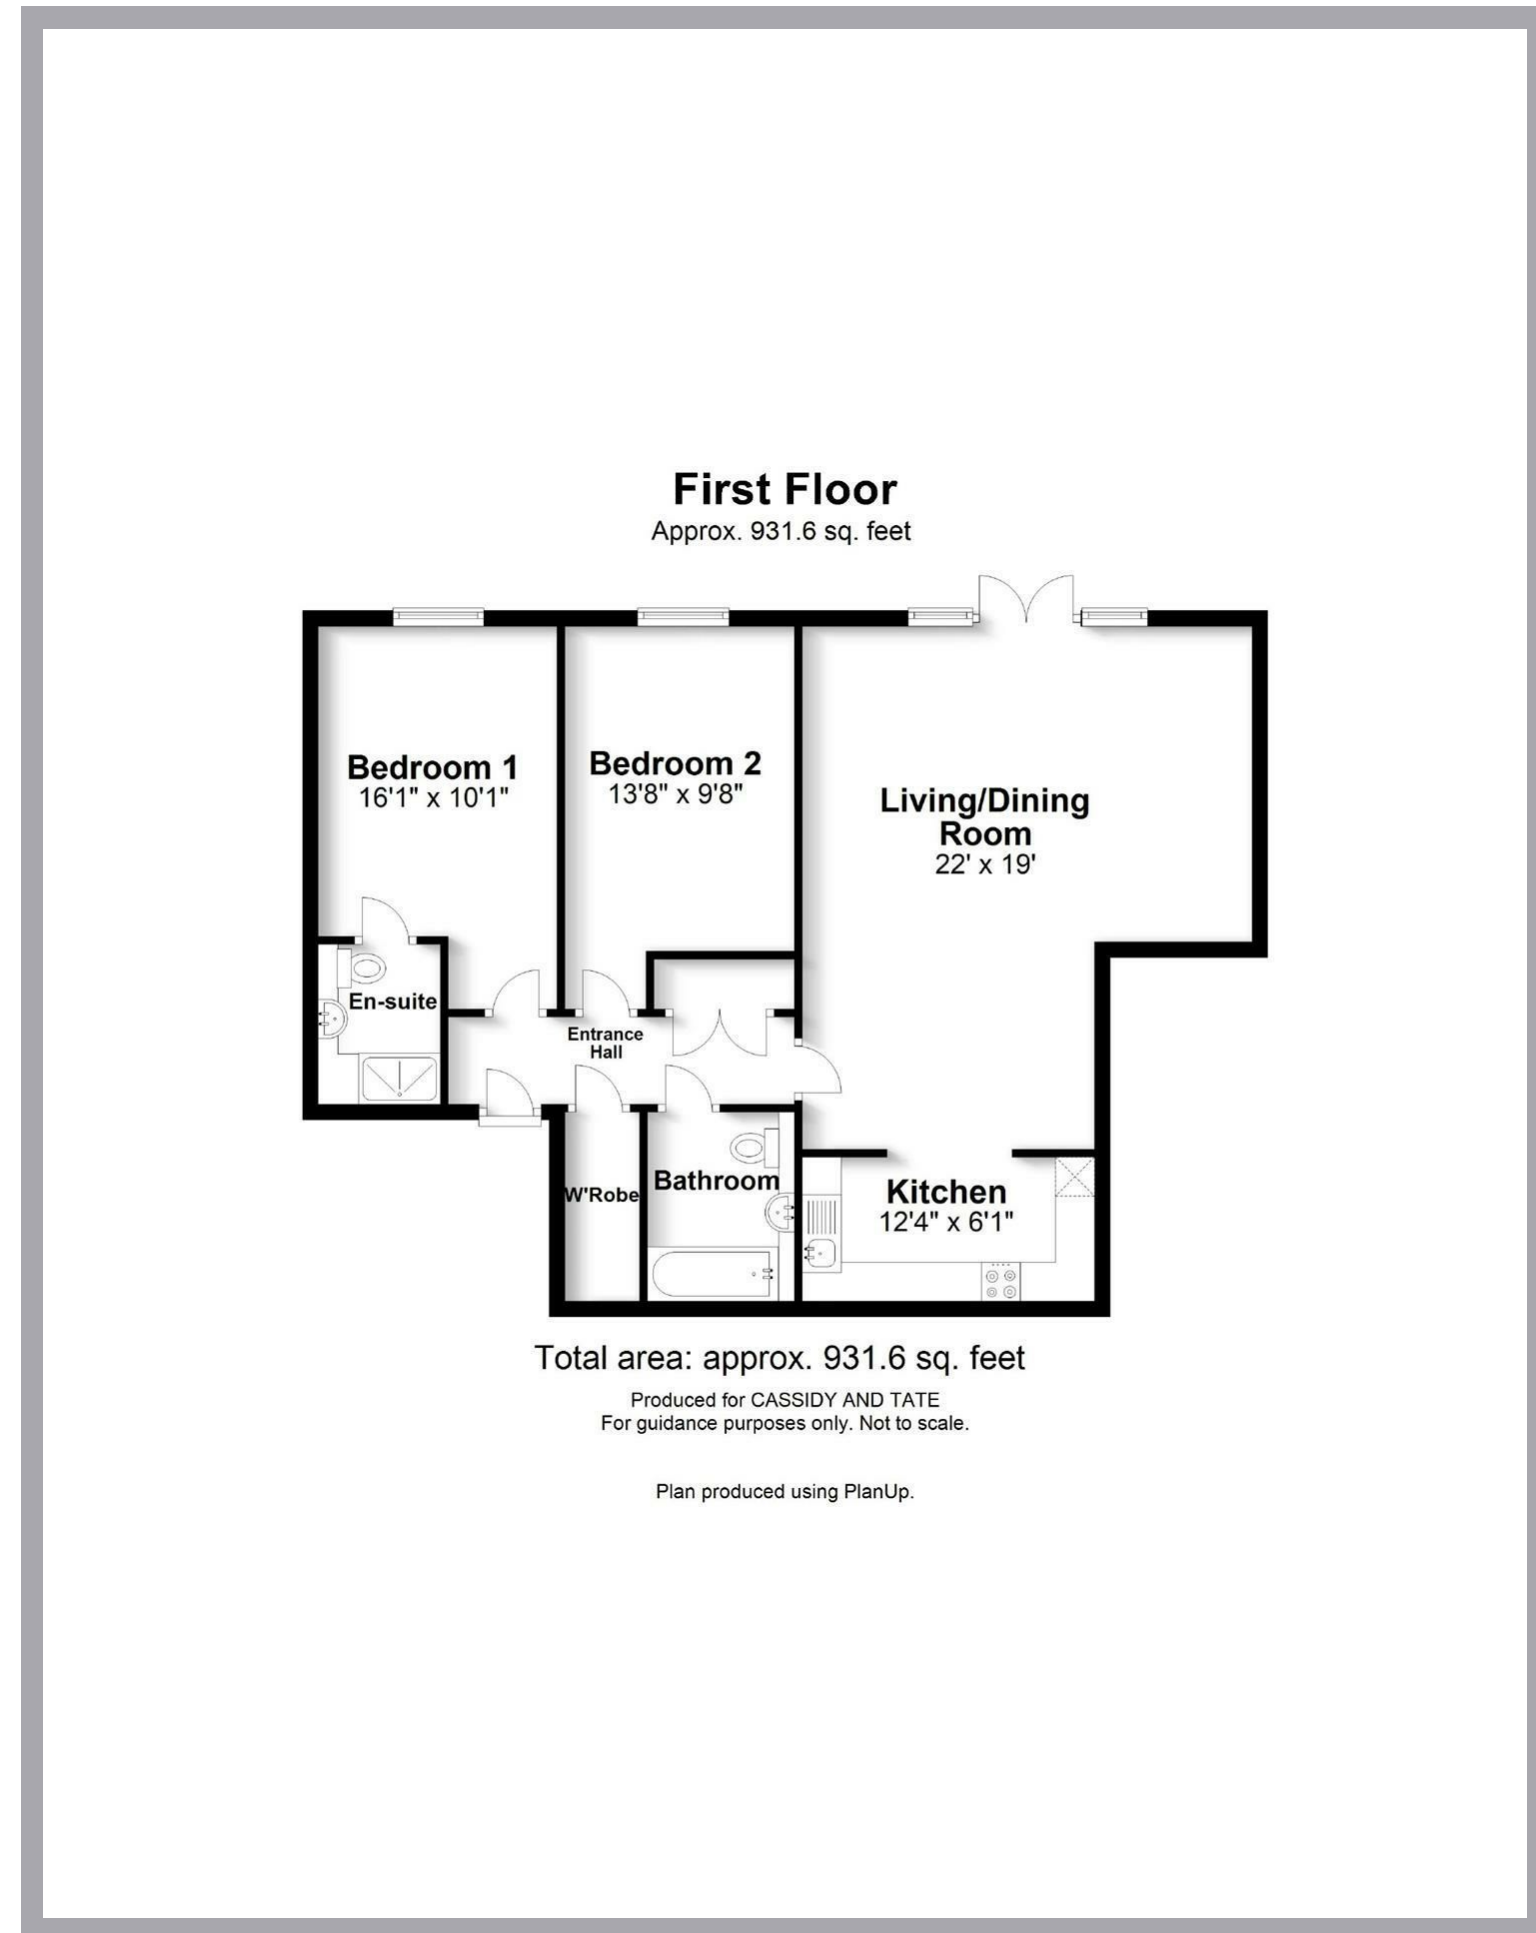 First Floor
Approx. 931.6 sq. feet
Bedroom 1
16'1" x 10'1"
Bedroom 2
13'8" x 9'8"
Living/Dining
Room
22' x 19'
En-suite
Entrance
Hall
W'Robe
Bathroom
Kitchen
12'4" x 6'1"
Total area: approx. 931.6 sq. feet
Produced for CASSIDY AND TATE
For guidance purposes only. Not to scale.
Plan produced using PlanUp.